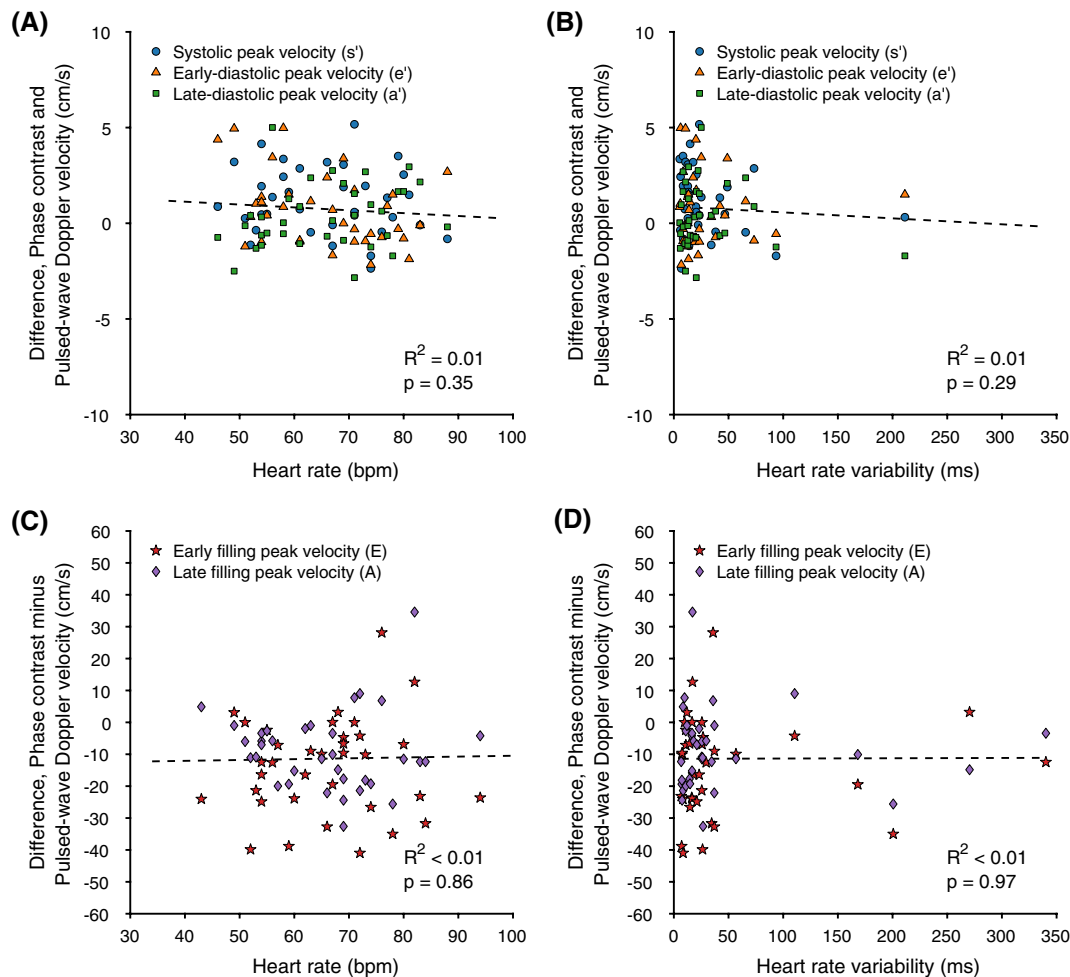 (A)
Difference, Phase contrast and
Pulsed-wave Doppler velocity (cm/s)
10
5
0
-5
-10
Systolic peak velocity (s')
Early-diastolic peak velocity (e')
Late-diastolic peak velocity (a')
R² = 0.01
p = 0.35
30 40 50 60 70 80 90 100
Heart rate (bpm)
(B)
Difference, Phase contrast and
Pulsed-wave Doppler velocity (cm/s)
10
5
0
-5
-10
Systolic peak velocity (s')
Early-diastolic peak velocity (e')
Late-diastolic peak velocity (a')
R² = 0.01
p = 0.29
0 50 100 150 200 250 300 350
Heart rate variability (ms)
(C)
Difference, Phase contrast minus
Pulsed-wave Doppler velocity (cm/s)
60
50
40
30
20
10
0
-10
-20
-30
-40
-50
-60
Early filling peak velocity (E)
Late filling peak velocity (A)
R² < 0.01
p = 0.86
30 40 50 60 70 80 90 100
Heart rate (bpm)
(D)
Difference, Phase contrast minus
Pulsed-wave Doppler velocity (cm/s)
60
50
40
30
20
10
0
-10
-20
-30
-40
-50
-60
Early filling peak velocity (E)
Late filling peak velocity (A)
R² < 0.01
p = 0.97
0 50 100 150 200 250 300 350
Heart rate variability (ms)